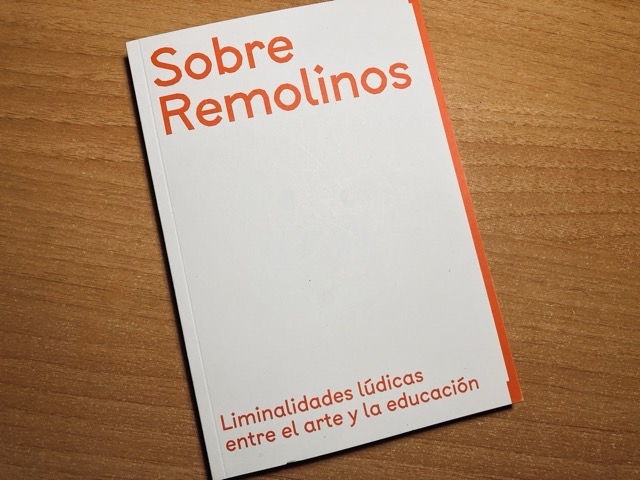 Sobre
Remolinos
Liminalidades lúdicas
entre el arte y la educación